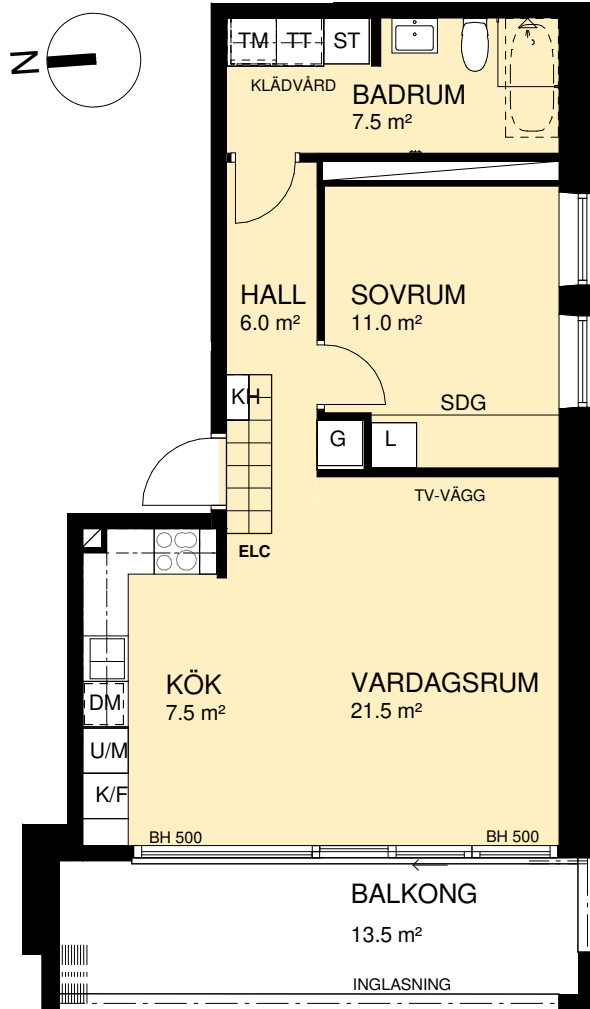 N
TM TT ST
KLÄDVÅRD
BADRUM
7.5 m²
HALL
6.0 m²
SOVRUM
11.0 m²
KH
SDG
G L
TV-VÄGG
ELC
KÖK
7.5 m²
VARDAGSRUM
21.5 m²
DM
U/M
K/F
BH 500 BH 500
BALKONG
13.5 m²
INGLASNING